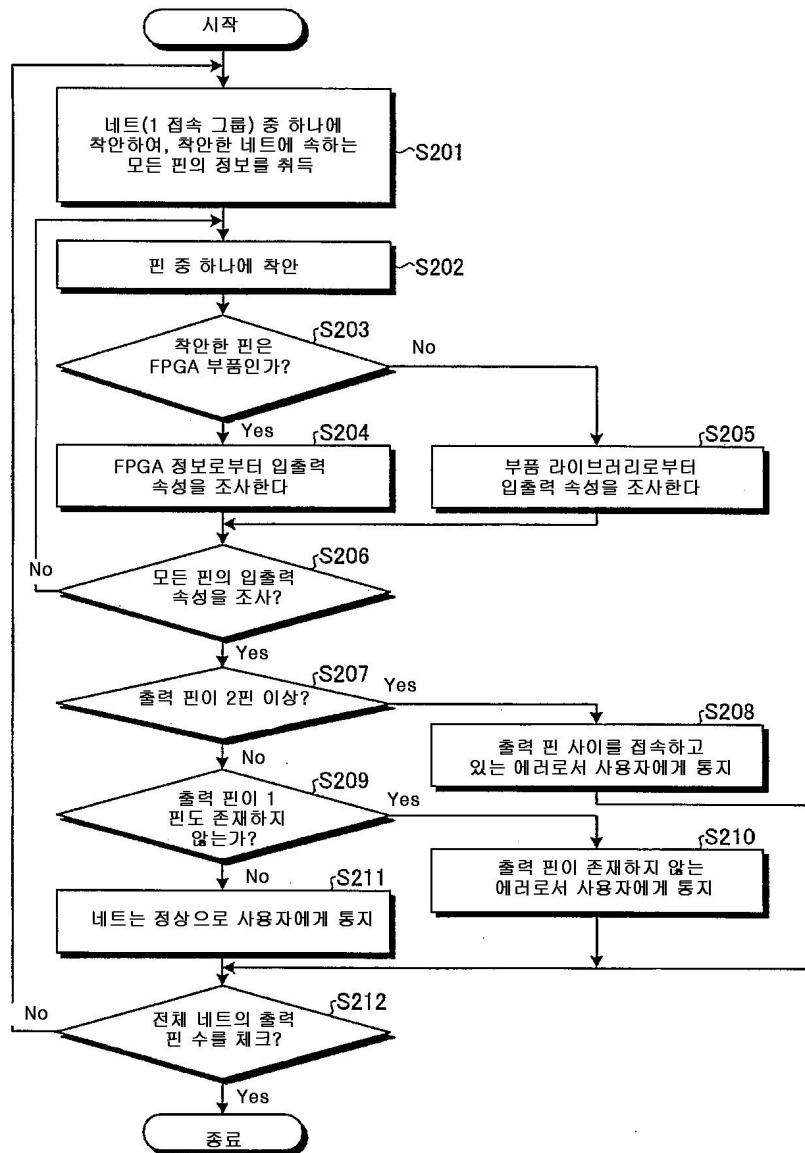 시작
네트(1 접속 그룹) 중 하나에
착안하여, 착안한 네트에 속하는
모든 핀의 정보를 취득
S201
핀 중 하나에 착안
S202
S203
착안한 핀은
FPGA 부품인가?
No
Yes
S204
FPGA 정보로부터 입출력
속성을 조사한다
S205
부품 라이브러리로부터
입출력 속성을 조사한다
S206
모든 핀의 입출력
속성을 조사?
No
Yes
S207
출력 핀이 2핀 이상?
Yes
S208
출력 핀 사이를 접속하고
있는 에러로서 사용자에게 통지
No
S209
출력 핀이 1
핀도 존재하지
않는가?
Yes
S210
출력 핀이 존재하지 않는
에러로서 사용자에게 통지
No
S211
네트는 정상으로 사용자에게 통지
S212
전체 네트의 출력
핀 수를 체크?
No
Yes
종료